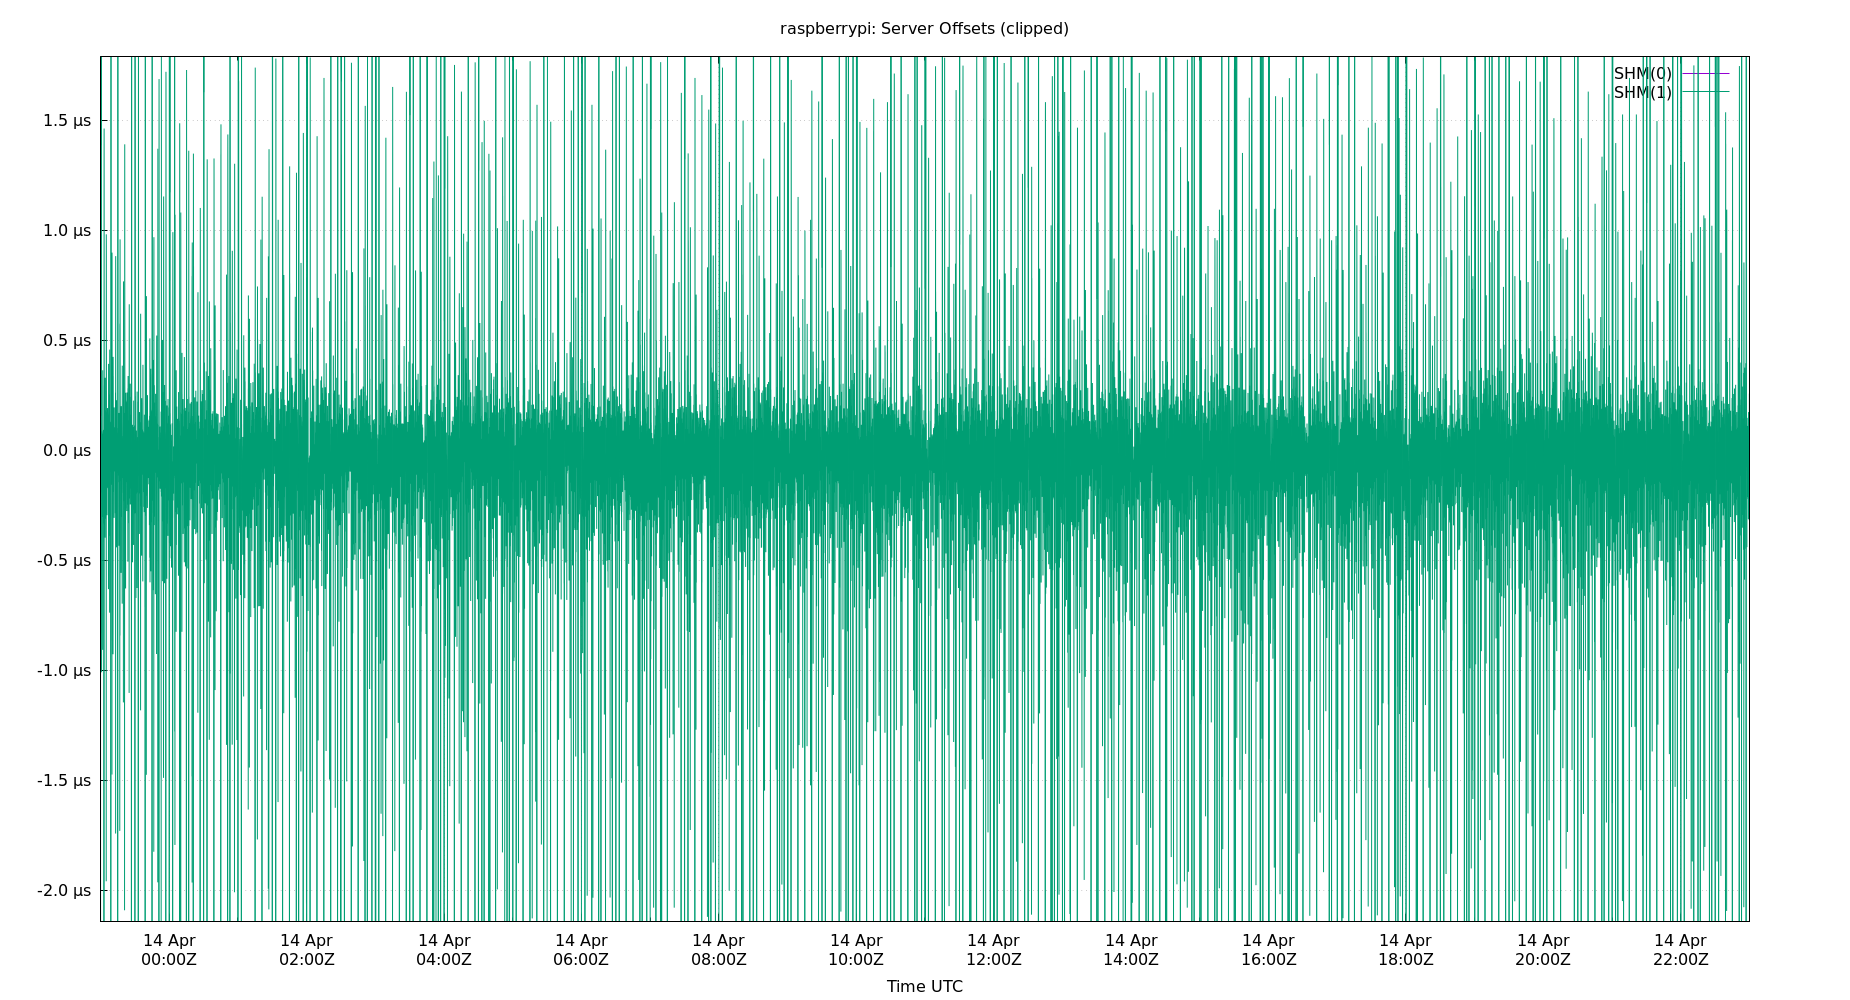 raspberrypi: Server Offsets (clipped)
SHM(0)
SHM(1)
1.5 µs
1.0 µs
0.5 µs
0.0 µs
-0.5 µs
-1.0 µs
-1.5 µs
-2.0 µs
14 Apr 14 Apr 14 Apr 14 Apr 14 Apr 14 Apr 14 Apr 14 Apr 14 Apr 14 Apr 14 Apr 14 Apr
00:00Z 02:00Z 04:00Z 06:00Z 08:00Z 10:00Z 12:00Z 14:00Z 16:00Z 18:00Z 20:00Z 22:00Z
Time UTC